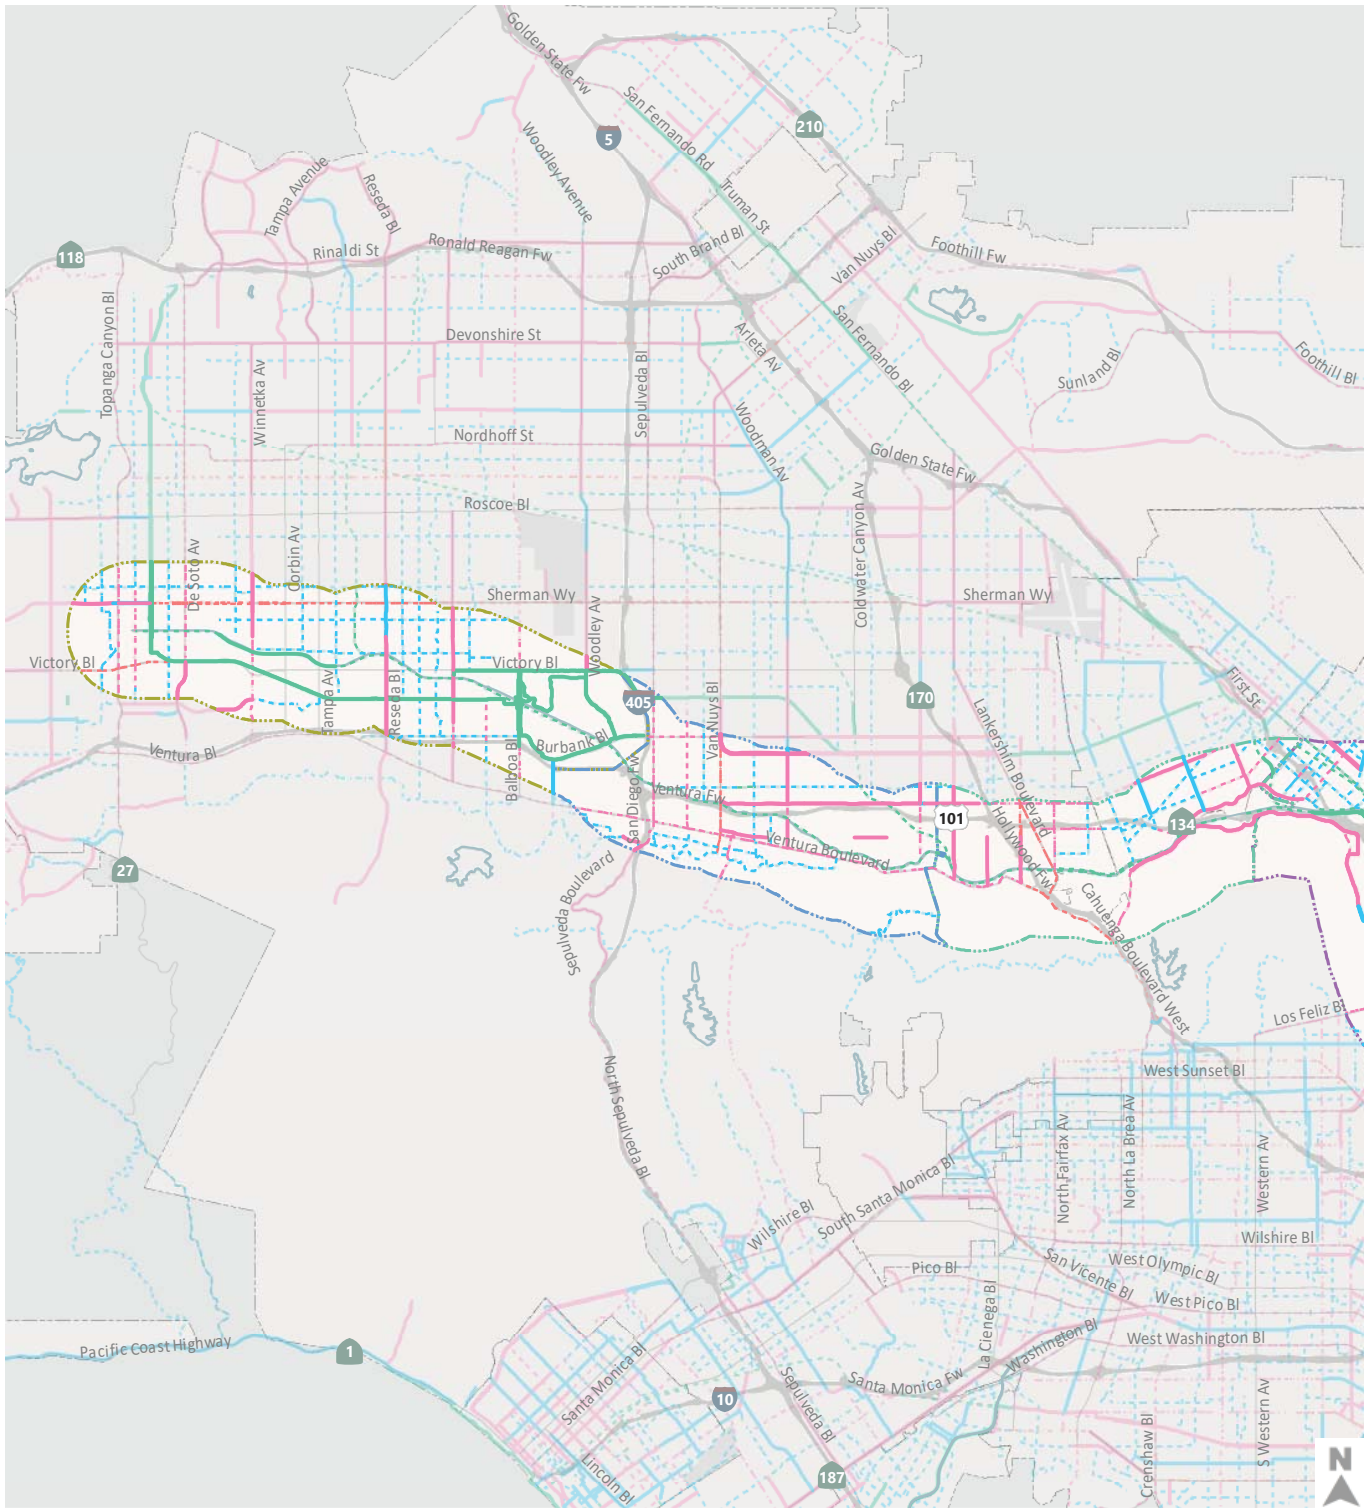 Golden State Fw
San Fernando Rd
210
5
Woodley Avenue
Tampa Avenue
Reseda Bl
Truman St
118
Rinaldi St
Ronald Reagan Fw
South Brand Bl
Van Nuys Bl
Foothill Fw
Topanga Canyon Bl
Devonshire St
Arleta Av
San Fernando Bl
Foothill Bl
Sunland Bl
Winnetka Av
Sepulveda Bl
Woodman Av
Nordhoff St
Golden State Fw
Roscoe Bl
Coldwater Canyon Av
De Soto Av
Corbin Av
Sherman Wy
Sherman Wy
Woodley Av
Victory Bl
Victory Bl
First St
Tampa Av
Reseda Bl
405
Van Nuys Bl
170
Lankershim Boulevard
Ventura Bl
Balboa Bl
Burbank Bl
San Diego Fw
Ventura Fw
101
134
Hollywood Fw
Ventura Boulevard
27
Sepulveda Boulevard
Cahuenga Boulevard West
Los Feliz Bl
North Sepulveda Bl
West Sunset Bl
North Fairfax Av
North La Brea Av
Western Av
South Santa Monica Bl
Wilshire Bl
Wilshire Bl
Pico Bl
San Vicente Bl
West Olympic Bl
West Pico Bl
La Cienega Bl
Washington Bl
West Washington Bl
Pacific Coast Highway
1
Santa Monica Bl
10
Sepulveda Bl
Santa Monica Fw
S Western Av
Crenshaw Bl
Lincoln Bl
187
N